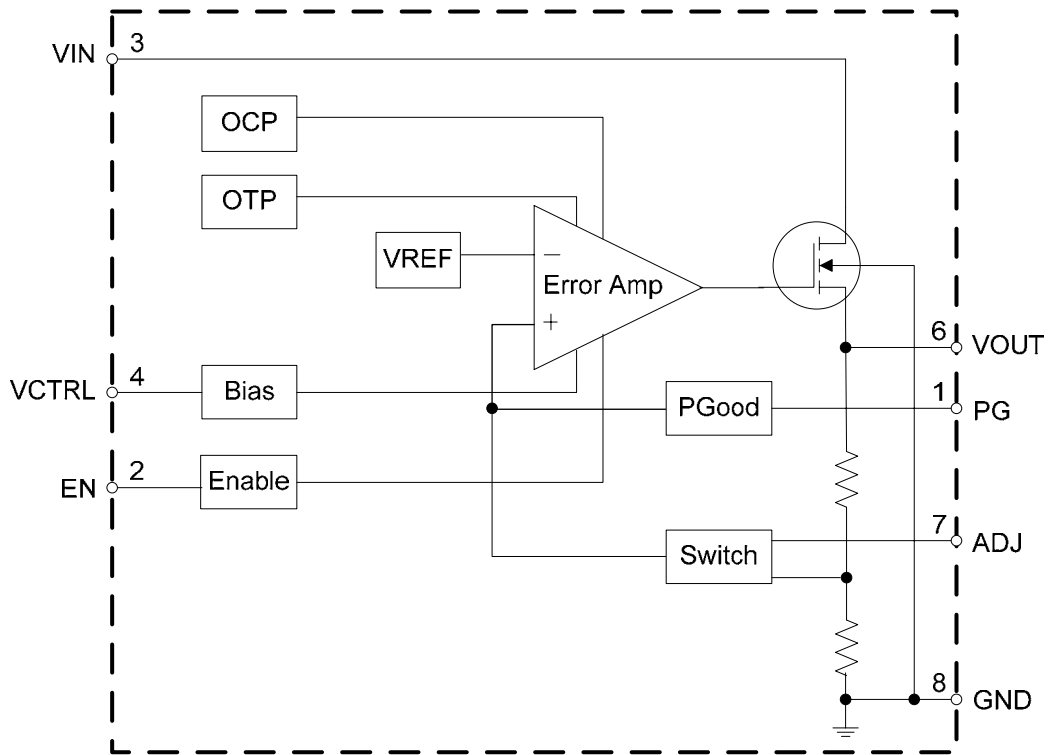 3
VIN
OCP
OTP
VREF
−
Error Amp
+
6
VOUT
4
VCTRL
Bias
PGood
1
PG
2
EN
Enable
7
ADJ
Switch
8
GND